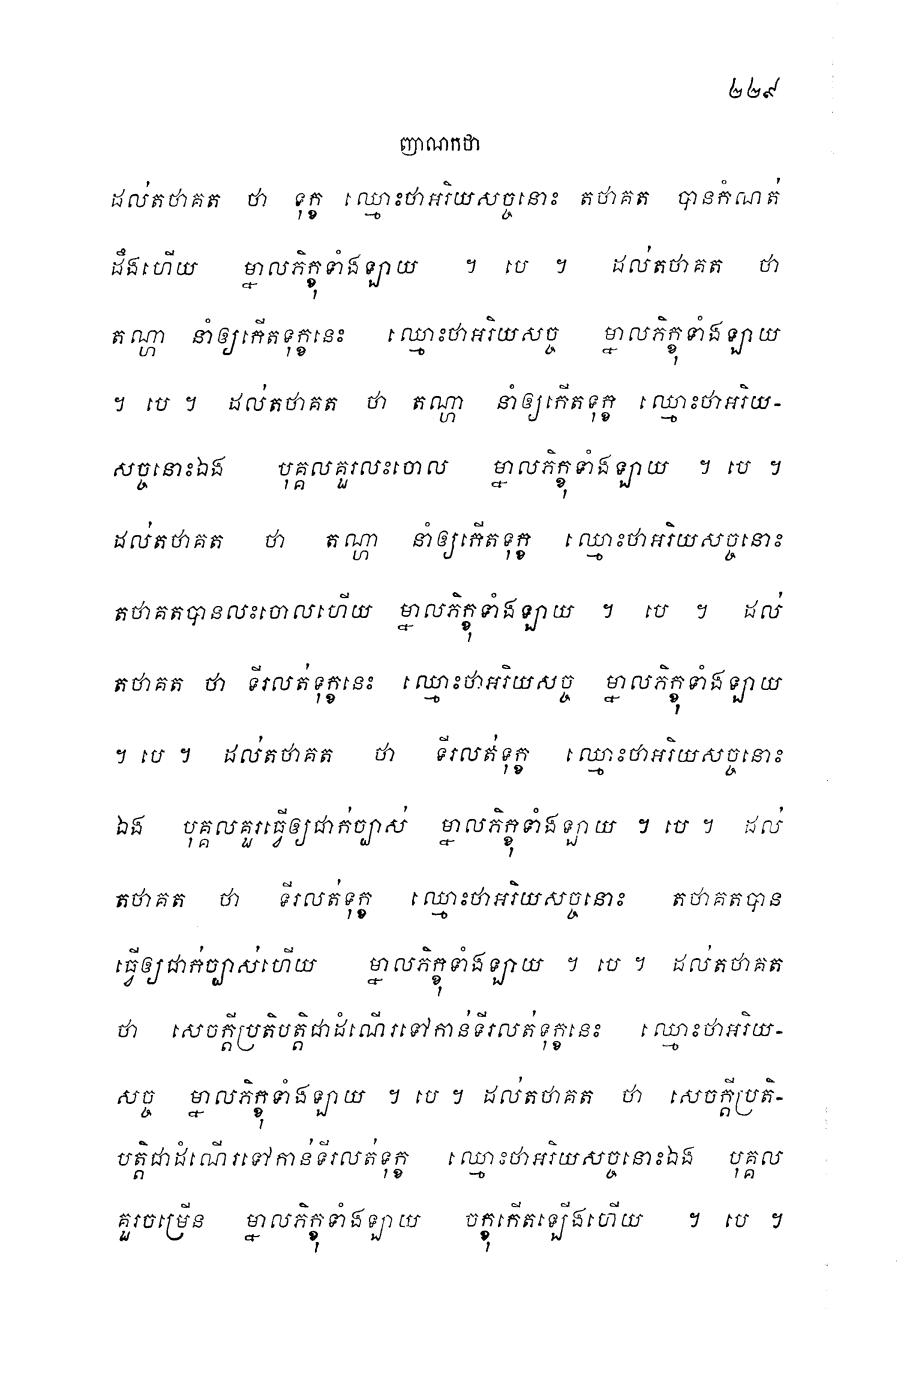 ២២៩
ញាណកថា
ដល់តថាគត ថា ទុក្ខ ឈ្មោះថាអរិយសច្ចនោះ តថាគត បានកំណត់
ដឹងហើយ ម្នាលភិក្ខុទាំងឡាយ ។ បេ ។ ដល់តថាគត ថា
តណ្ហា នាំឲ្យកើតទុក្ខនេះ ឈ្មោះថាអរិយសច្ច ម្នាលភិក្ខុទាំងឡាយ
។ បេ ។ ដល់តថាគត ថា តណ្ហា នាំឲ្យកើតទុក្ខ ឈ្មោះថាអរិយ-
សច្ចនោះឯង បុគ្គលគួរលះចោល ម្នាលភិក្ខុទាំងឡាយ ។ បេ ។
ដល់តថាគត ថា តណ្ហា នាំឲ្យកើតទុក្ខ ឈ្មោះថាអរិយសច្ចនោះ
តថាគតបានលះចោលហើយ ម្នាលភិក្ខុទាំងឡាយ ។ បេ ។ ដល់
តថាគត ថា ទីរលត់ទុក្ខនេះ ឈ្មោះថាអរិយសច្ច ម្នាលភិក្ខុទាំងឡាយ
។ បេ ។ ដល់តថាគត ថា ទីរលត់ទុក្ខ ឈ្មោះថាអរិយសច្ចនោះ
ឯង បុគ្គលគួរធ្វើឲ្យជាក់ច្បាស់ ម្នាលភិក្ខុទាំងឡាយ ។ បេ ។ ដល់
តថាគត ថា ទីរលត់ទុក្ខ ឈ្មោះថាអរិយសច្ចនោះ តថាគតបាន
ធ្វើឲ្យជាក់ច្បាស់ហើយ ម្នាលភិក្ខុទាំងឡាយ ។ បេ ។ ដល់តថាគត
ថា សេចក្តីប្រតិបត្តិជាដំណើរទៅកាន់ទីរលត់ទុក្ខនេះ ឈ្មោះថាអរិយ-
សច្ច ម្នាលភិក្ខុទាំងឡាយ ។ បេ ។ ដល់តថាគត ថា សេចក្តីប្រតិ-
បត្តិជាដំណើរទៅកាន់ទីរលត់ទុក្ខ ឈ្មោះថាអរិយសច្ចនោះឯង បុគ្គល
គួរចម្រើន ម្នាលភិក្ខុទាំងឡាយ ចក្ខុកើតឡើងហើយ ។ បេ ។